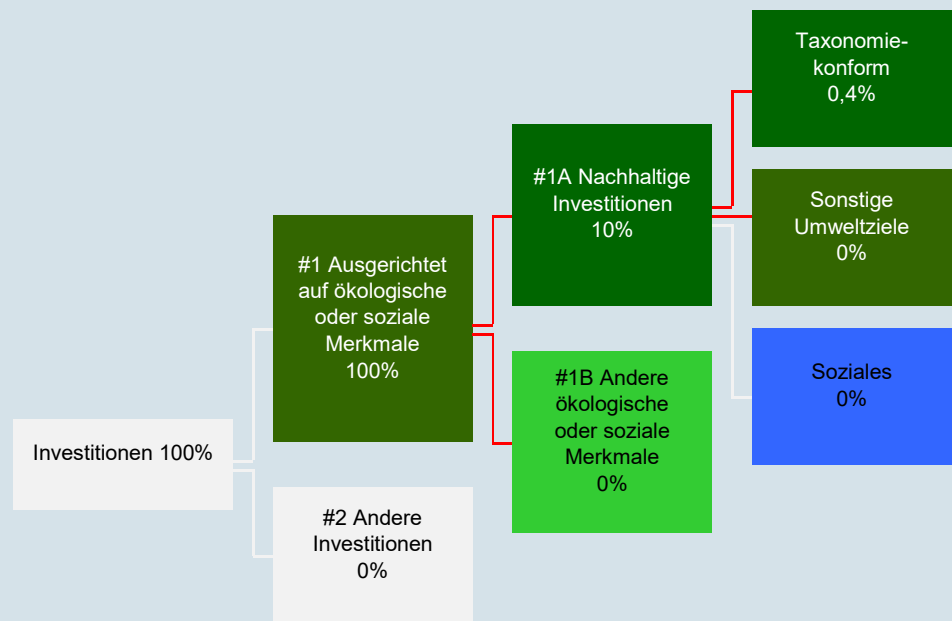 Investitionen 100%
#1 Ausgerichtet
auf ökologische
oder soziale
Merkmale
100%
#2 Andere
Investitionen
0%
#1A Nachhaltige
Investitionen
10%
#1B Andere
ökologische
oder soziale
Merkmale
0%
Taxonomie-
konform
0,4%
Sonstige
Umweltziele
0%
Soziales
0%